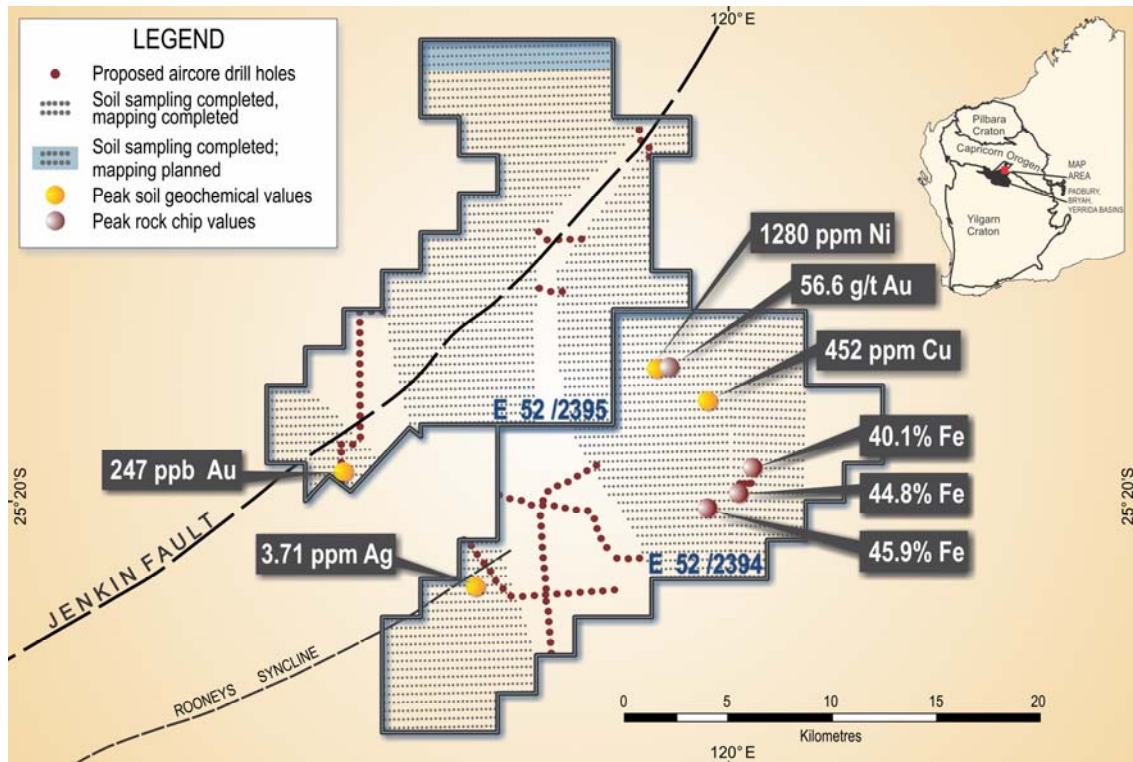 120° E
LEGEND
Proposed aircore drill holes
Soil sampling completed,
mapping completed
Soil sampling completed;
mapping planned
Peak soil geochemical values
Peak rock chip values
Pilbara
Craton
Capricorn Orogen
MAP
AREA
PADBURY,
BRYAH,
YERRIDA BASINS
Yilgarn
Craton
1280 ppm Ni
56.6 g/t Au
452 ppm Cu
E 52 /2395
40.1% Fe
247 ppb Au
44.8% Fe
25° 20'S
25° 20'S
45.9% Fe
3.71 ppm Ag
E 52 /2394
JENKIN FAULT
ROONEYS SYNCLINE
0 5 10 15 20
Kilometres
120° E